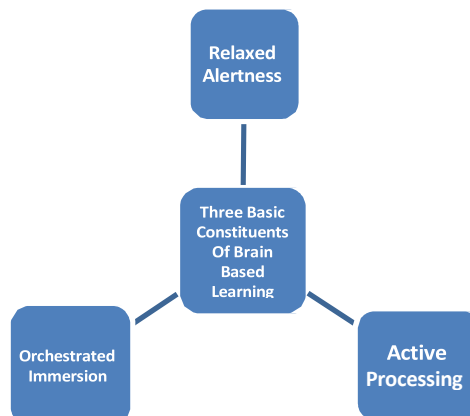 Relaxed
Alertness
Three Basic
Constituents
Of Brain
Based
Learning
Orchestrated
Immersion
Active
Processing